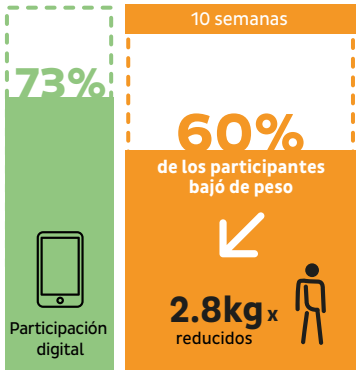 73%
Participación
digital
10 semanas
60%
de los participantes
bajó de peso
2.8kg x
reducidos